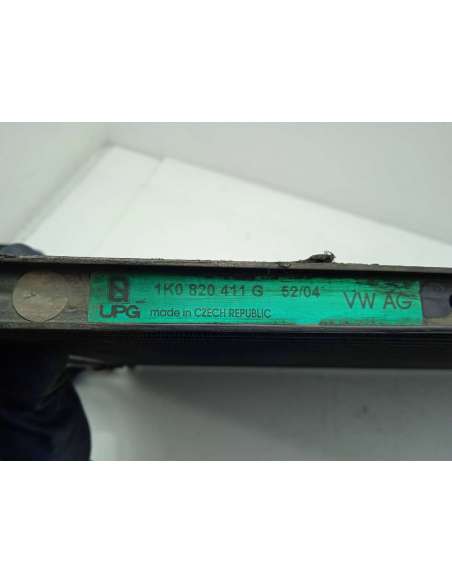 1K0 820 411 G 52/04 VW AG
UPG made in CZECH REPUBLIC